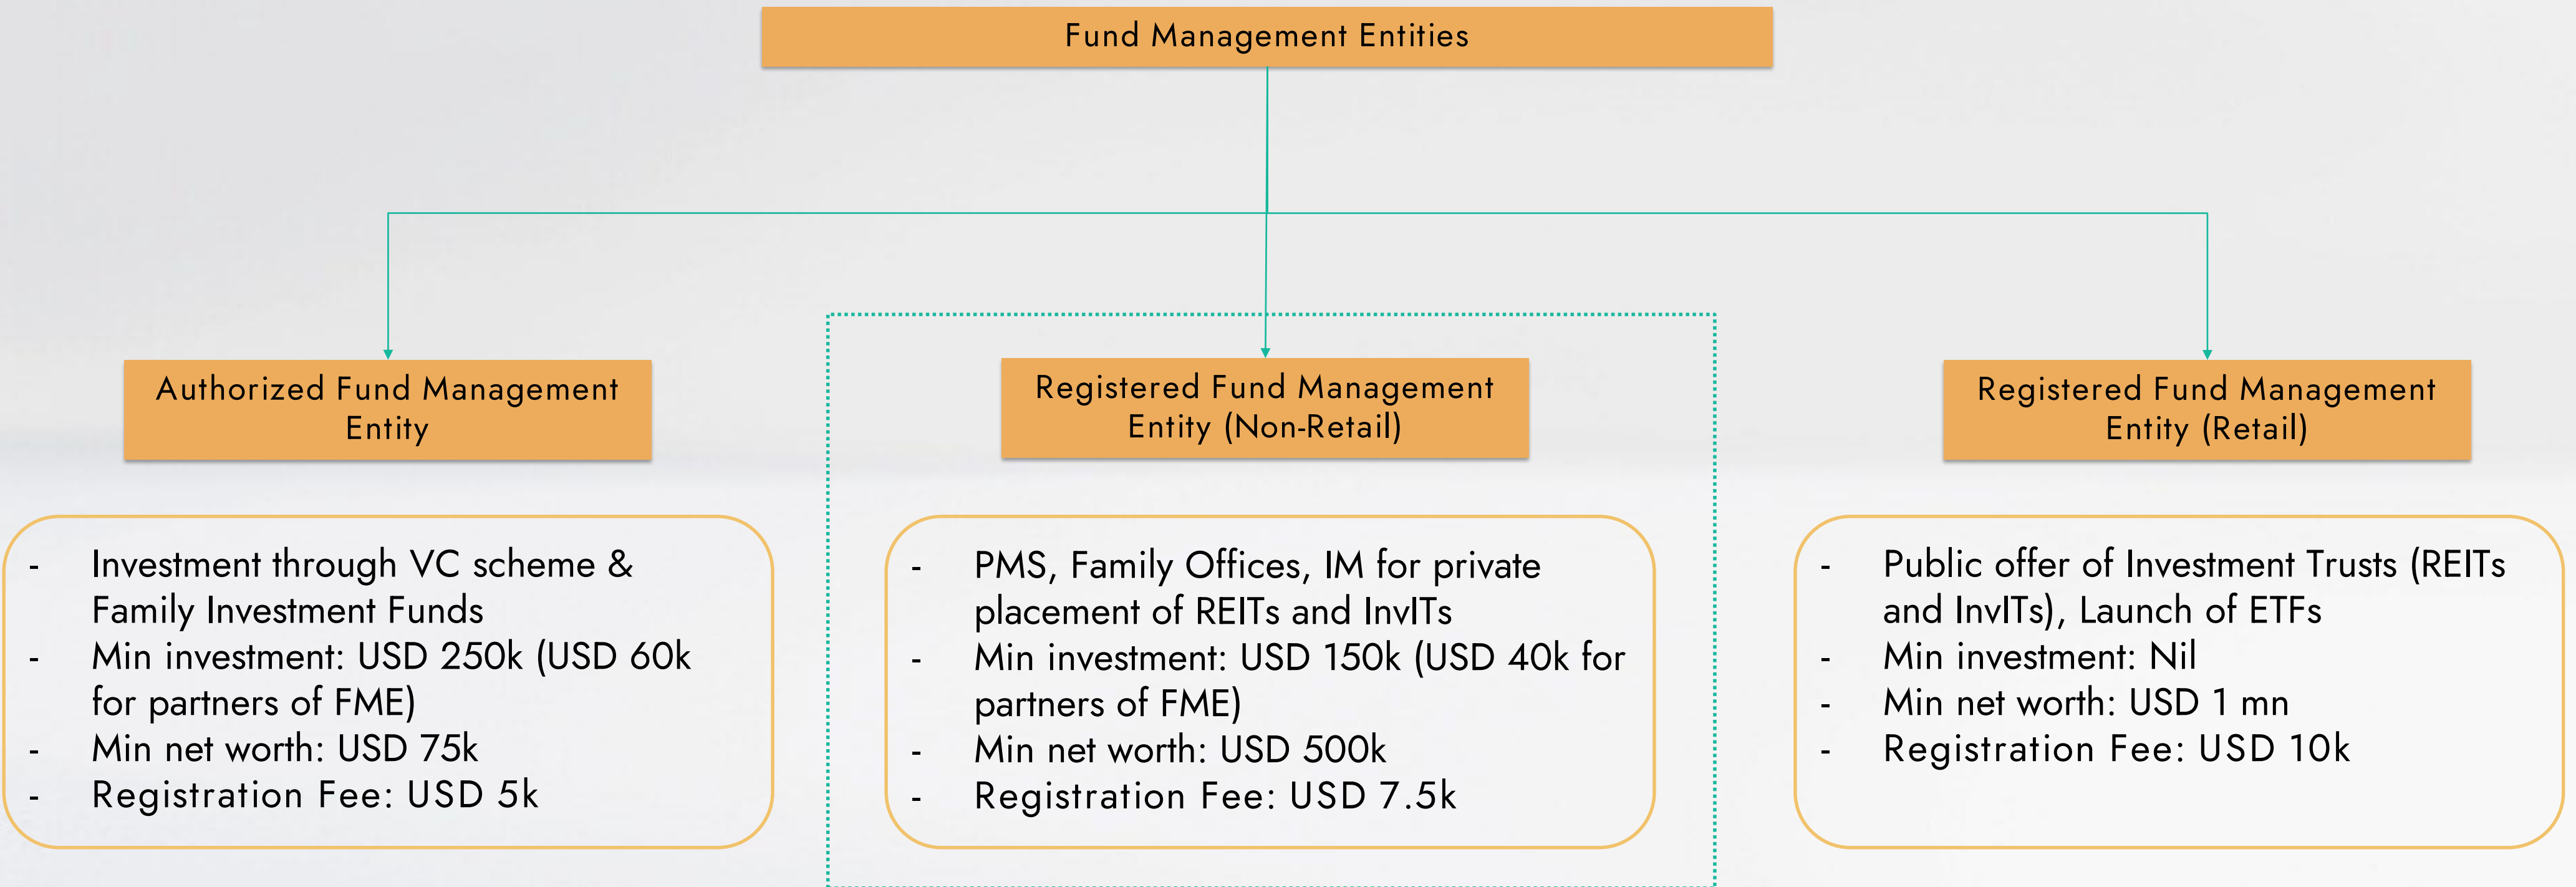 Fund Management Entities
Authorized Fund Management
Entity
Registered Fund Management
Entity (Non-Retail)
Registered Fund Management
Entity (Retail)
- Investment through VC scheme &
Family Investment Funds
- Min investment: USD 250k (USD 60k
for partners of FME)
- Min net worth: USD 75k
- Registration Fee: USD 5k
- PMS, Family Offices, IM for private
placement of REITs and InvITs
- Min investment: USD 150k (USD 40k for
partners of FME)
- Min net worth: USD 500k
- Registration Fee: USD 7.5k
- Public offer of Investment Trusts (REITs
and InvITs), Launch of ETFs
- Min investment: Nil
- Min net worth: USD 1 mn
- Registration Fee: USD 10k